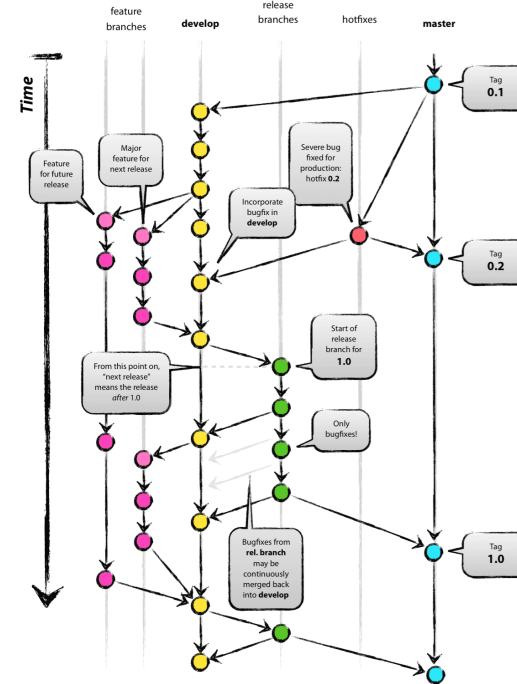 feature
branches
develop
release
branches
hotfixes
master
Time
Tag
0.1
Major
feature for
next release
Feature
for future
release
Severe bug
fixed for
production:
hotfix 0.2
Incorporate
bugfix in
develop
Tag
0.2
Start of
release
branch for
1.0
From this point on,
“next release”
means the release
after 1.0
Only
bugfixes!
Bugfixes from
rel. branch
may be
continuously
merged back
into develop
Tag
1.0